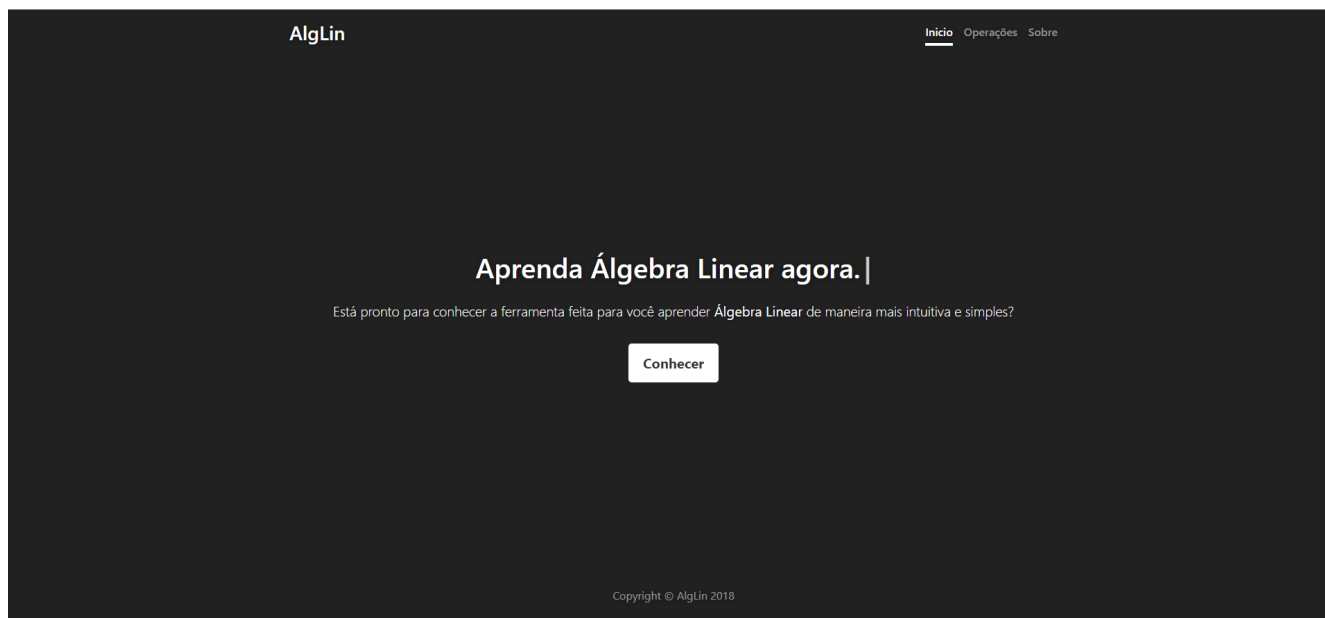 AlgLin
Inicio Operações Sobre
Aprenda Álgebra Linear agora.|
Está pronto para conhecer a ferramenta feita para você aprender Álgebra Linear de maneira mais intuitiva e simples?
Conhecer
Copyright © AlgLin 2018